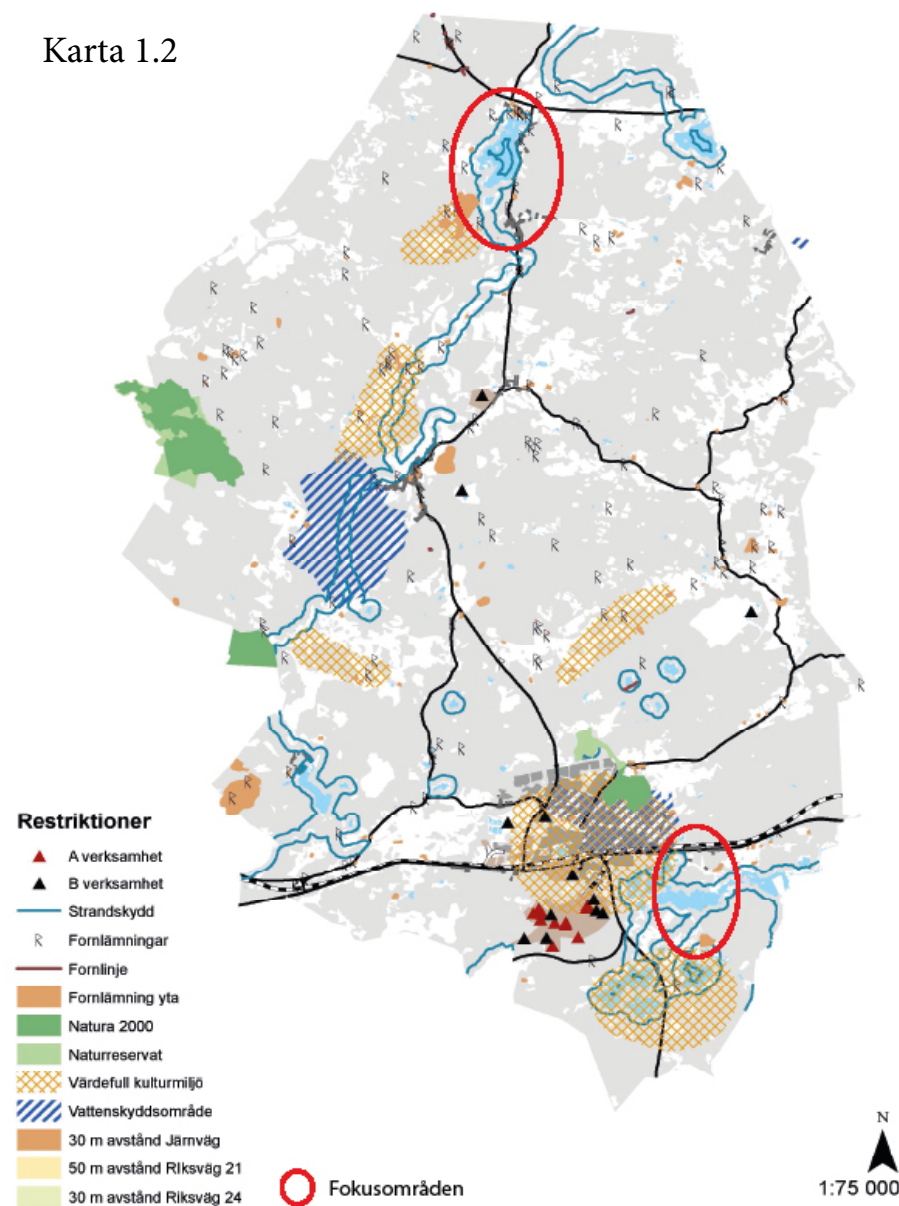 Karta 1.2
Restriktioner
A verksamhet
B verksamhet
Strandskydd
R Fornlämningar
Fornlinje
Fornlämning yta
Natura 2000
Naturreservat
Värdefull kulturmiljö
Vattenskyddsområde
30 m avstånd Järnväg
50 m avstånd RIksväg 21
30 m avstånd Riksväg 24
Fokusområden
N
1:75 000